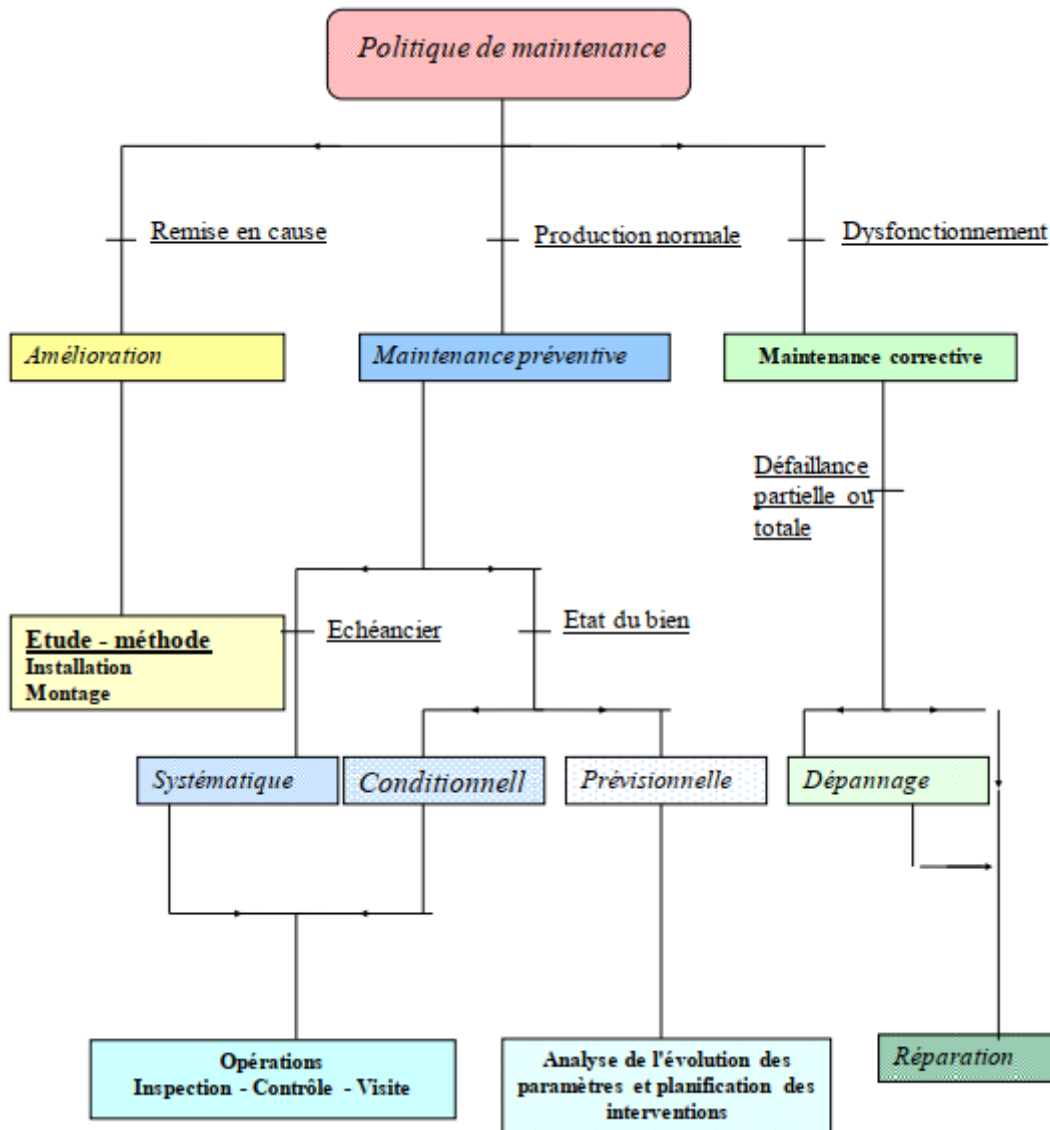 Politique de maintenance
Remise en cause
Production normale
Dysfonctionnement
Amélioration
Maintenance préventive
Maintenance corrective
Défaillance
partielle ou
totale
Etude - méthode
Installation
Montage
Echéancier
Etat du bien
Systématique
Conditionnell
Prévisionnelle
Dépannage
Opérations
Inspection - Contrôle - Visite
Analyse de l'évolution des
paramètres et planification des
interventions
Réparation